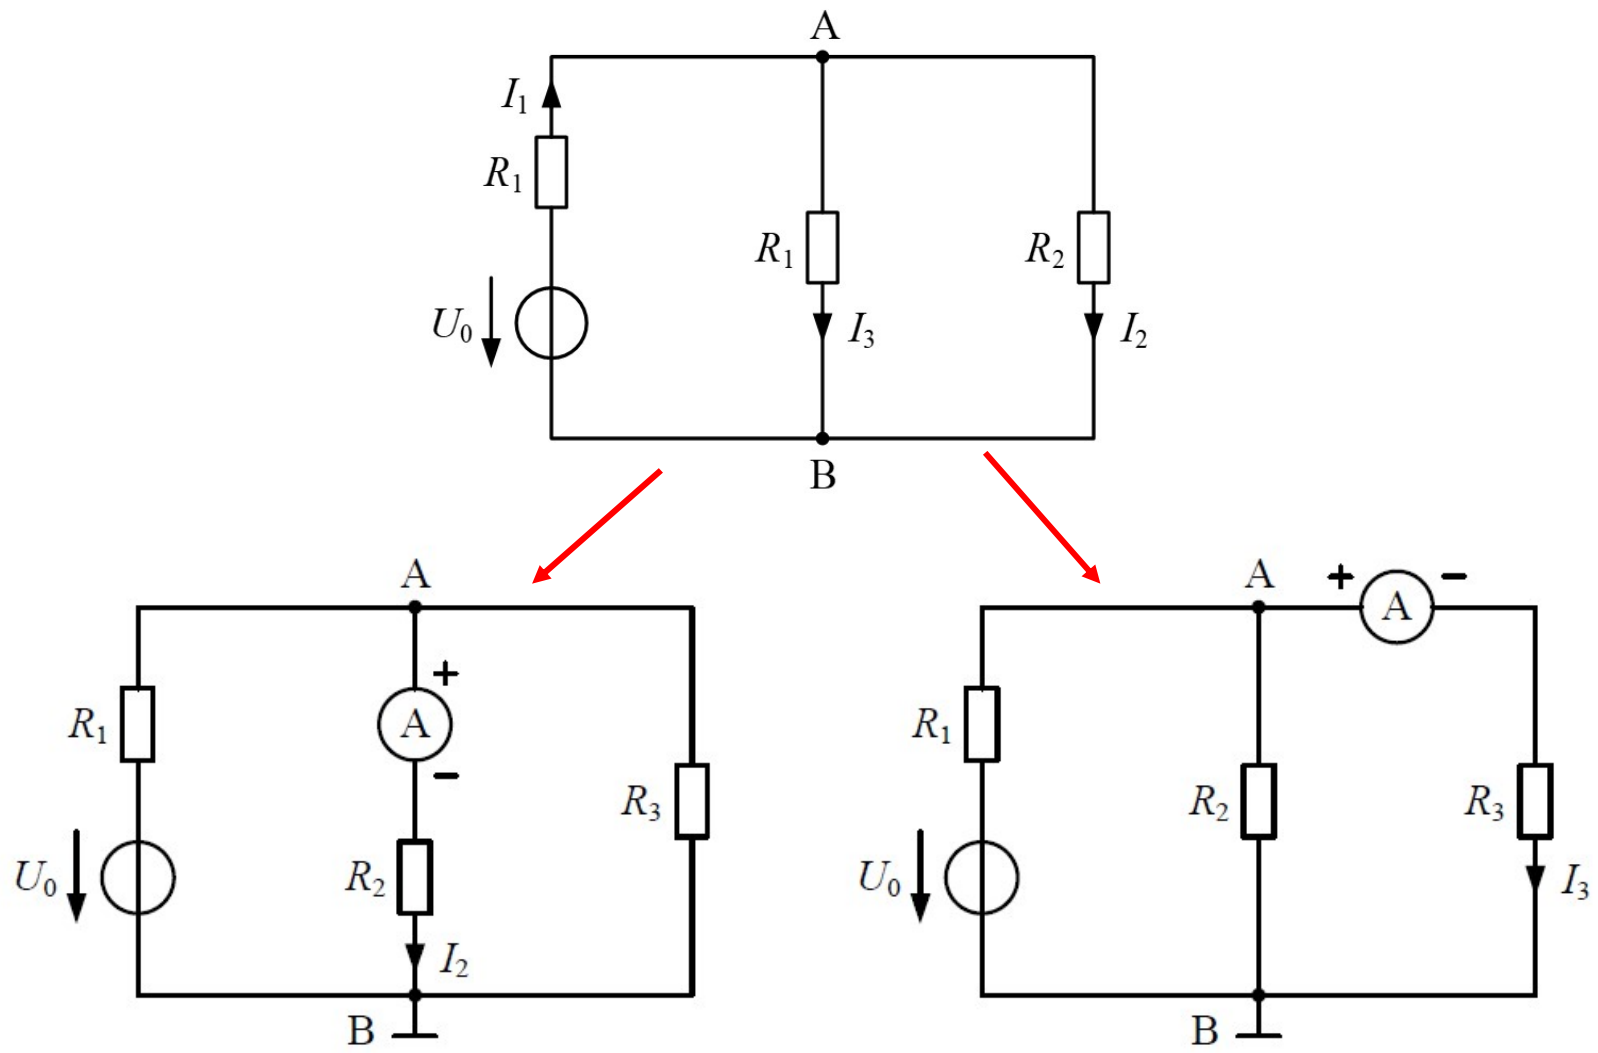 A
I₁
R₁
R₁
R₂
U₀
I₃
I₂
B
A
+
R₁
A
−
R₃
U₀
R₂
I₂
B
A
+
−
A
R₁
R₂
R₃
U₀
I₃
B